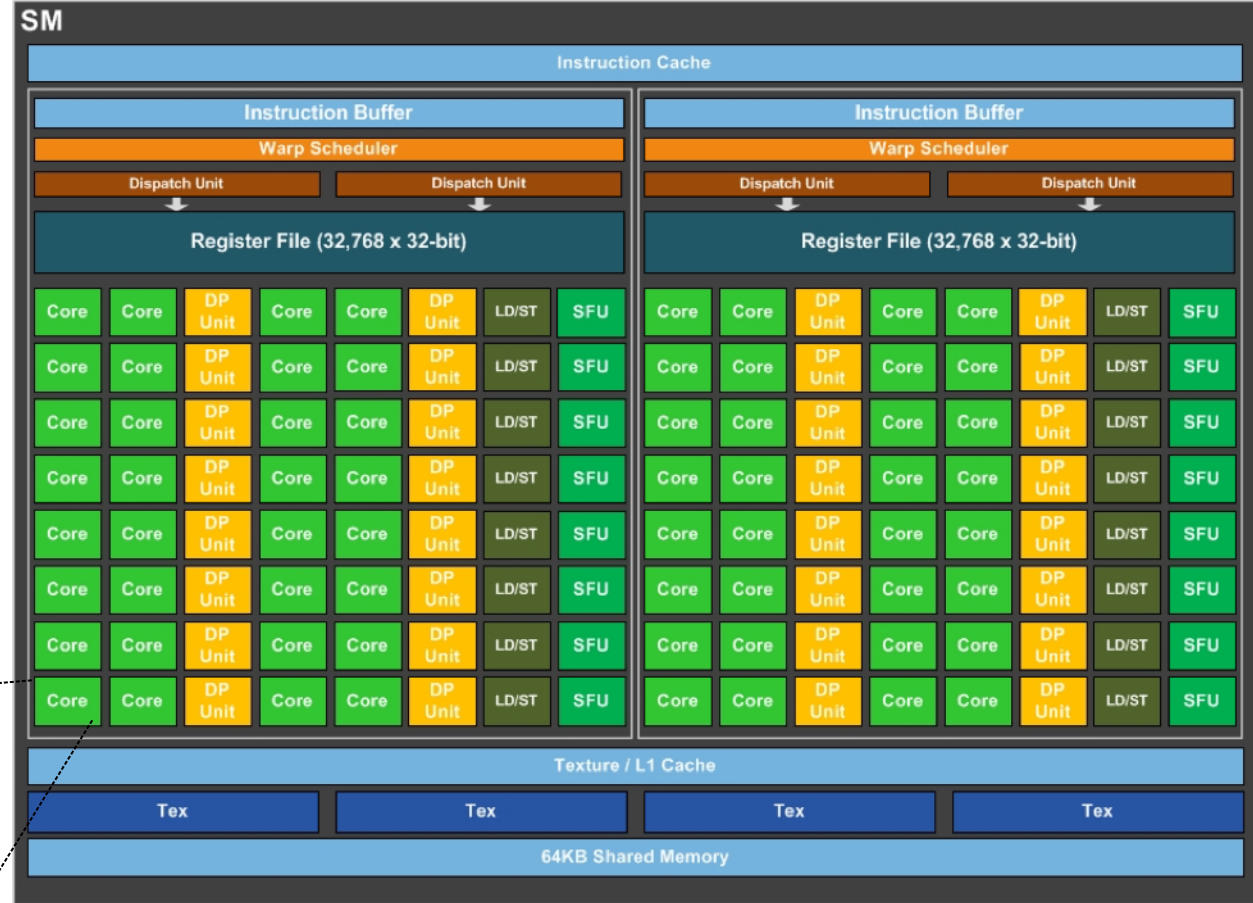 SM
Instruction Cache
Instruction Buffer
Warp Scheduler
Dispatch Unit Dispatch Unit
Register File (32,768 x 32-bit)
Core Core DP Unit Core Core DP Unit LD/ST SFU
Core Core DP Unit Core Core DP Unit LD/ST SFU
Core Core DP Unit Core Core DP Unit LD/ST SFU
Core Core DP Unit Core Core DP Unit LD/ST SFU
Core Core DP Unit Core Core DP Unit LD/ST SFU
Core Core DP Unit Core Core DP Unit LD/ST SFU
Core Core DP Unit Core Core DP Unit LD/ST SFU
Core Core DP Unit Core Core DP Unit LD/ST SFU
Instruction Buffer
Warp Scheduler
Dispatch Unit Dispatch Unit
Register File (32,768 x 32-bit)
Core Core DP Unit Core Core DP Unit LD/ST SFU
Core Core DP Unit Core Core DP Unit LD/ST SFU
Core Core DP Unit Core Core DP Unit LD/ST SFU
Core Core DP Unit Core Core DP Unit LD/ST SFU
Core Core DP Unit Core Core DP Unit LD/ST SFU
Core Core DP Unit Core Core DP Unit LD/ST SFU
Core Core DP Unit Core Core DP Unit LD/ST SFU
Core Core DP Unit Core Core DP Unit LD/ST SFU
Texture / L1 Cache
Tex Tex Tex Tex
64KB Shared Memory